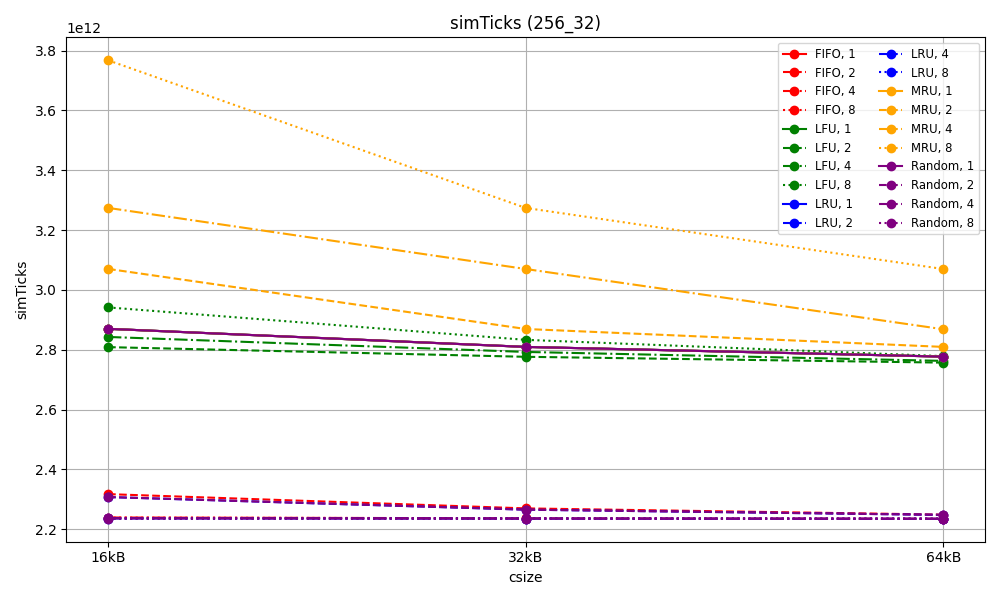 simTicks (256_32)
1e12
3.8
3.6
3.4
3.2
3.0
2.8
2.6
2.4
2.2
simTicks
16kB
32kB
64kB
csize
FIFO, 1
FIFO, 2
FIFO, 4
FIFO, 8
LFU, 1
LFU, 2
LFU, 4
LFU, 8
LRU, 1
LRU, 2
LRU, 4
LRU, 8
MRU, 1
MRU, 2
MRU, 4
MRU, 8
Random, 1
Random, 2
Random, 4
Random, 8